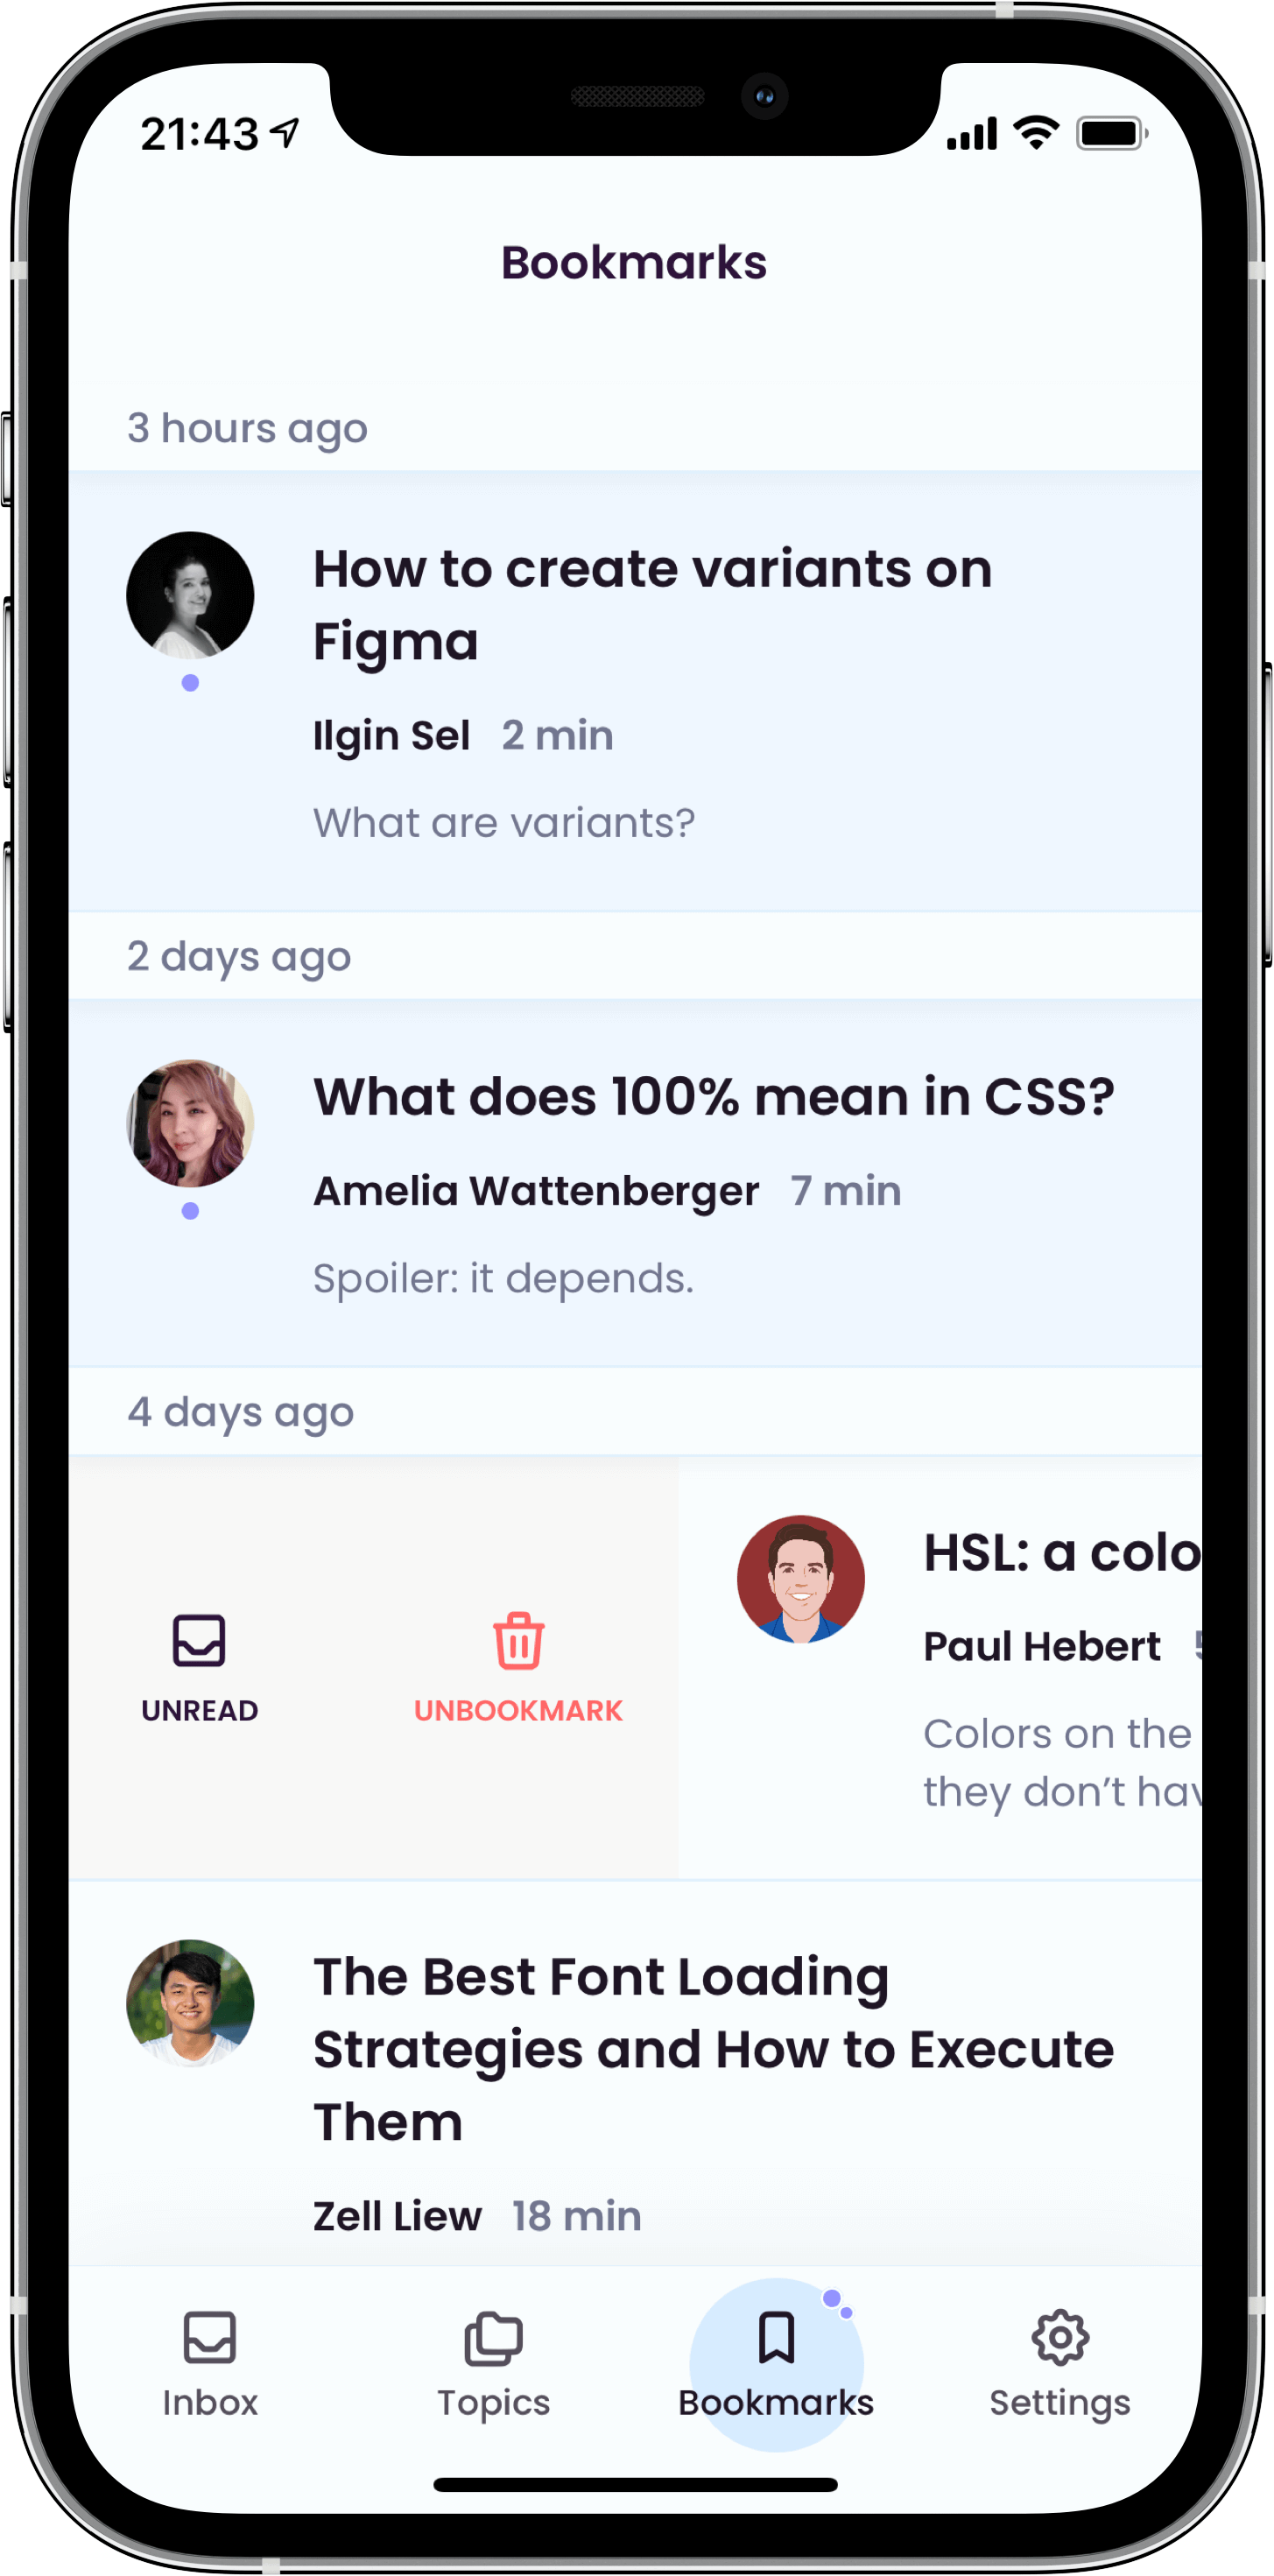 21:43
Bookmarks
3 hours ago
How to create variants on
Figma
Ilgin Sel 2 min
What are variants?
2 days ago
What does 100% mean in CSS?
Amelia Wattenberger 7 min
Spoiler: it depends.
4 days ago
HSL: a colo
Paul Hebert
Colors on the
they don’t hav
UNREAD UNBOOKMARK
The Best Font Loading
Strategies and How to Execute
Them
Zell Liew 18 min
Inbox Topics Bookmarks Settings